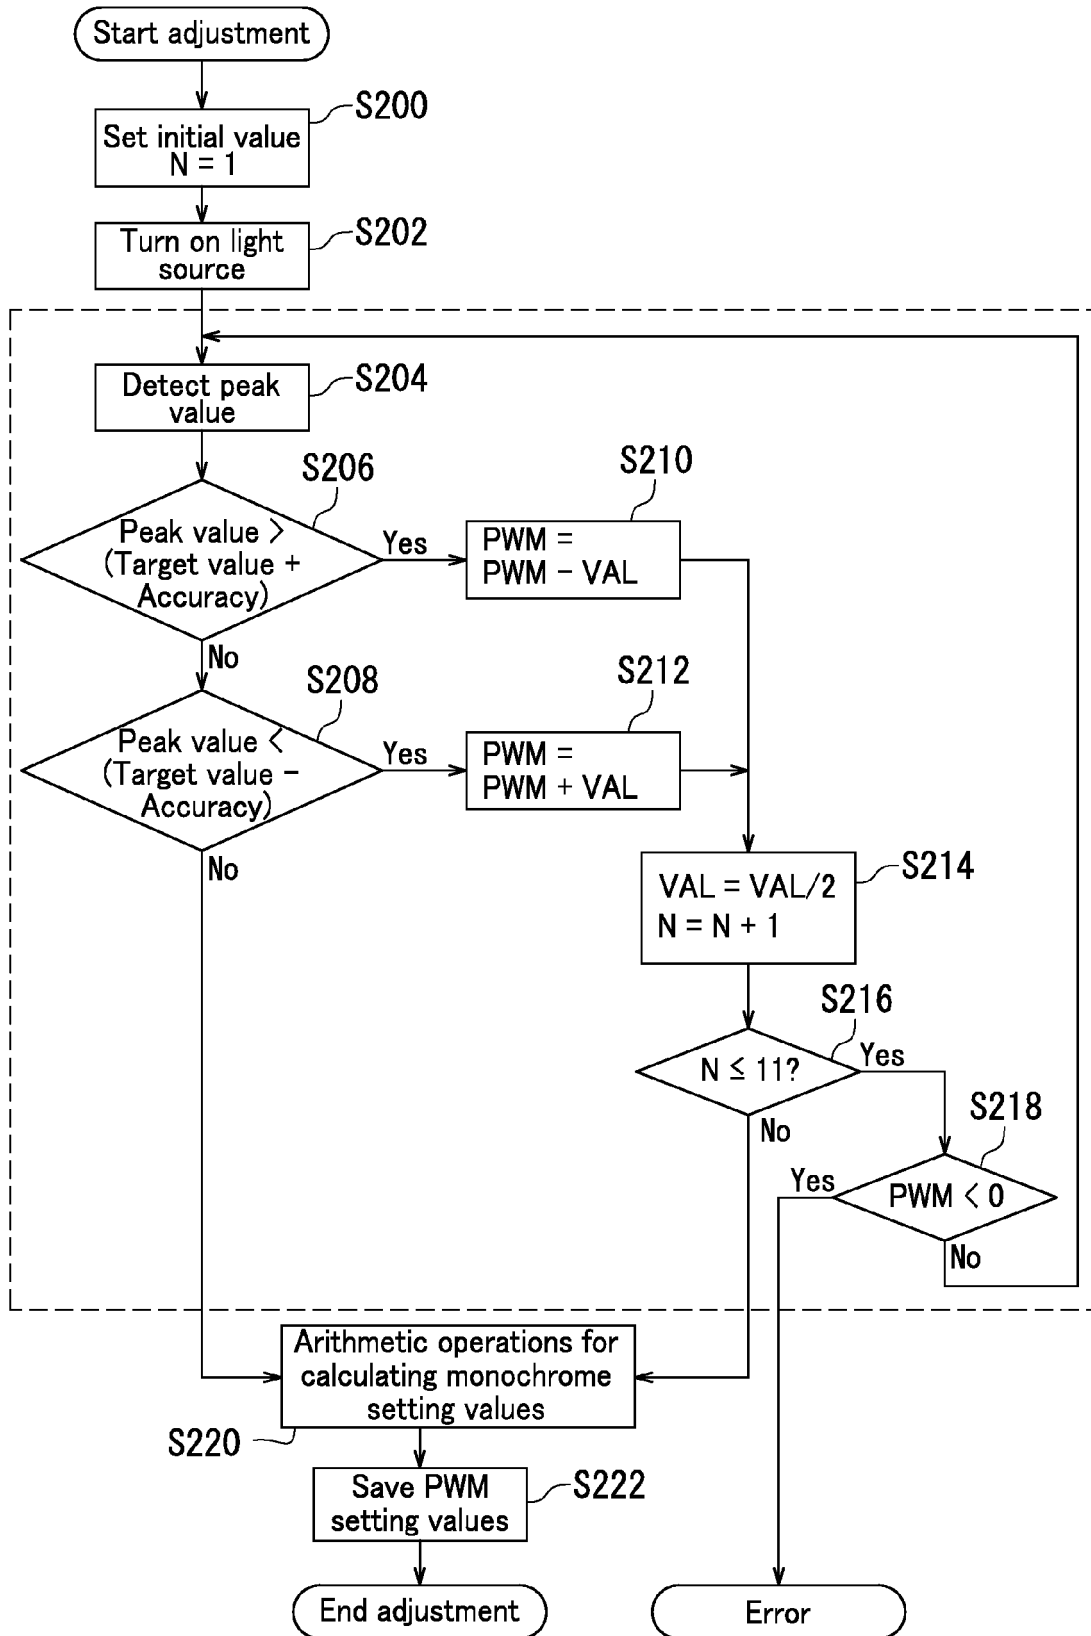 Start adjustment
S200
Set initial value
N = 1
S202
Turn on light
source
S204
Detect peak
value
S206
Peak value >
(Target value +
Accuracy)
Yes
No
S210
PWM =
PWM - VAL
S208
Peak value <
(Target value -
Accuracy)
Yes
No
S212
PWM =
PWM + VAL
S214
VAL = VAL/2
N = N + 1
S216
N ≤ 11?
Yes
No
S218
PWM < 0
Yes
No
Arithmetic operations for
calculating monochrome
setting values
S220
Save PWM
setting values
S222
End adjustment
Error